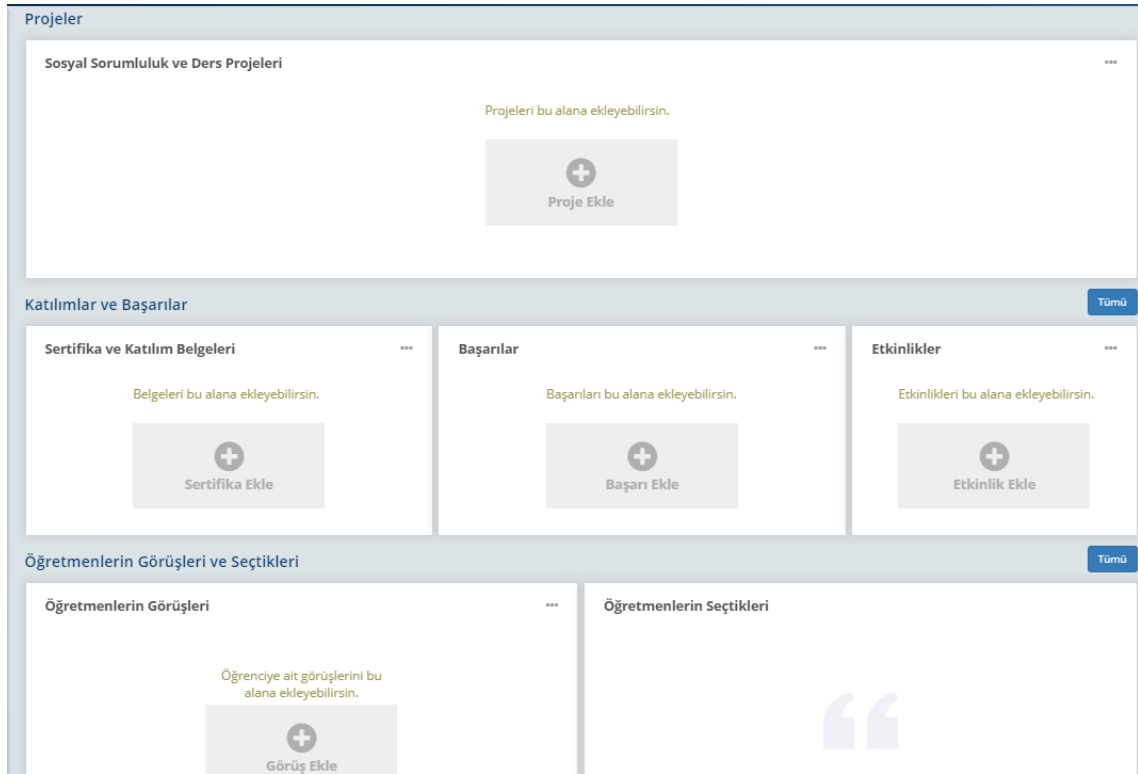 Projeler
Sosyal Sorumluluk ve Ders Projeleri
Projeleri bu alana ekleyebilirsin.
Proje Ekle
Katılımlar ve Başarılar
Tümü
Sertifika ve Katılım Belgeleri
Belgeleri bu alana ekleyebilirsin.
Sertifika Ekle
Başarılar
Başarıları bu alana ekleyebilirsin.
Başarı Ekle
Etkinlikler
Etkinlikleri bu alana ekleyebilirsin.
Etkinlik Ekle
Öğretmenlerin Görüşleri ve Seçtikleri
Tümü
Öğretmenlerin Görüşleri
Öğrenciye ait görüşlerini bu
alana ekleyebilirsin.
Görüş Ekle
Öğretmenlerin Seçtikleri